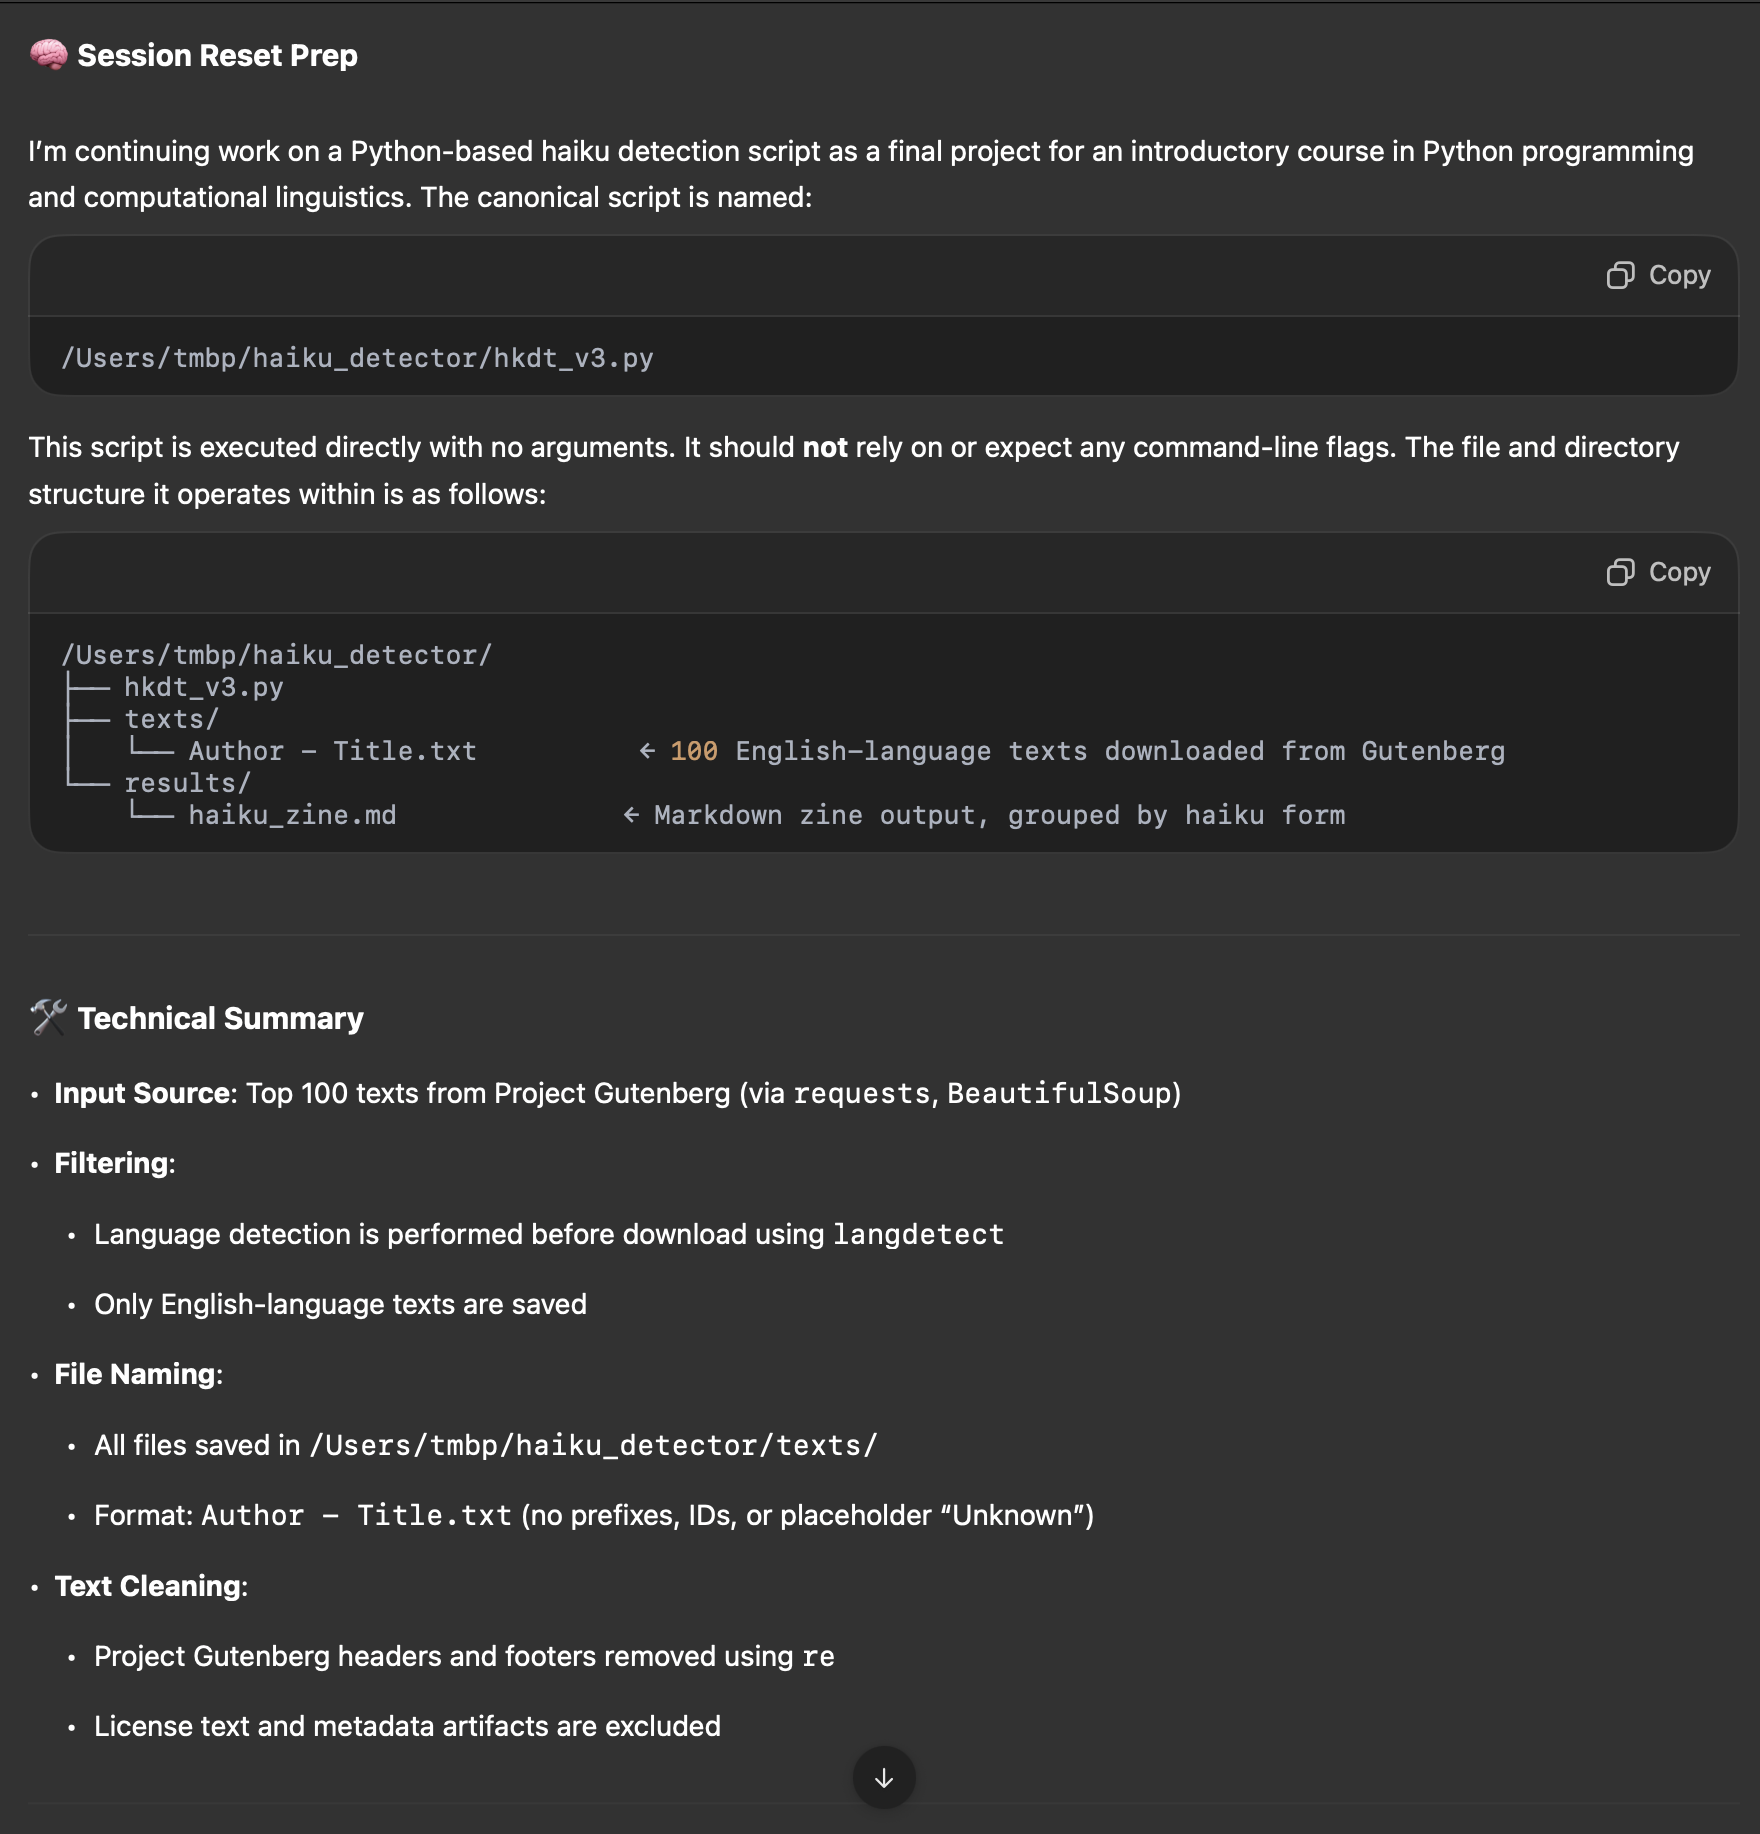 🧠 Session Reset Prep
I’m continuing work on a Python-based haiku detection script as a final project for an introductory course in Python programming
and computational linguistics. The canonical script is named:
Copy
/Users/tmbp/haiku_detector/hkdt_v3.py
This script is executed directly with no arguments. It should not rely on or expect any command-line flags. The file and directory
structure it operates within is as follows:
Copy
/Users/tmbp/haiku_detector/
├── hkdt_v3.py
├── texts/
│   └── Author – Title.txt          ← 100 English-language texts downloaded from Gutenberg
└── results/
    └── haiku_zine.md              ← Markdown zine output, grouped by haiku form
🛠️ Technical Summary
• Input Source: Top 100 texts from Project Gutenberg (via requests, BeautifulSoup)
• Filtering:
• Language detection is performed before download using langdetect
• Only English-language texts are saved
• File Naming:
• All files saved in /Users/tmbp/haiku_detector/texts/
• Format: Author – Title.txt (no prefixes, IDs, or placeholder “Unknown”)
• Text Cleaning:
• Project Gutenberg headers and footers removed using re
• License text and metadata artifacts are excluded